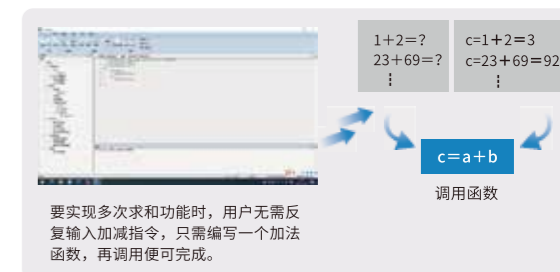 1+2=?
23+69=?
⋮
c=1+2=3
c=23+69=92
⋮
c=a+b
调用函数
要实现多次求和功能时，用户无需反
复输入加减指令，只需编写一个加法
函数，再调用便可完成。